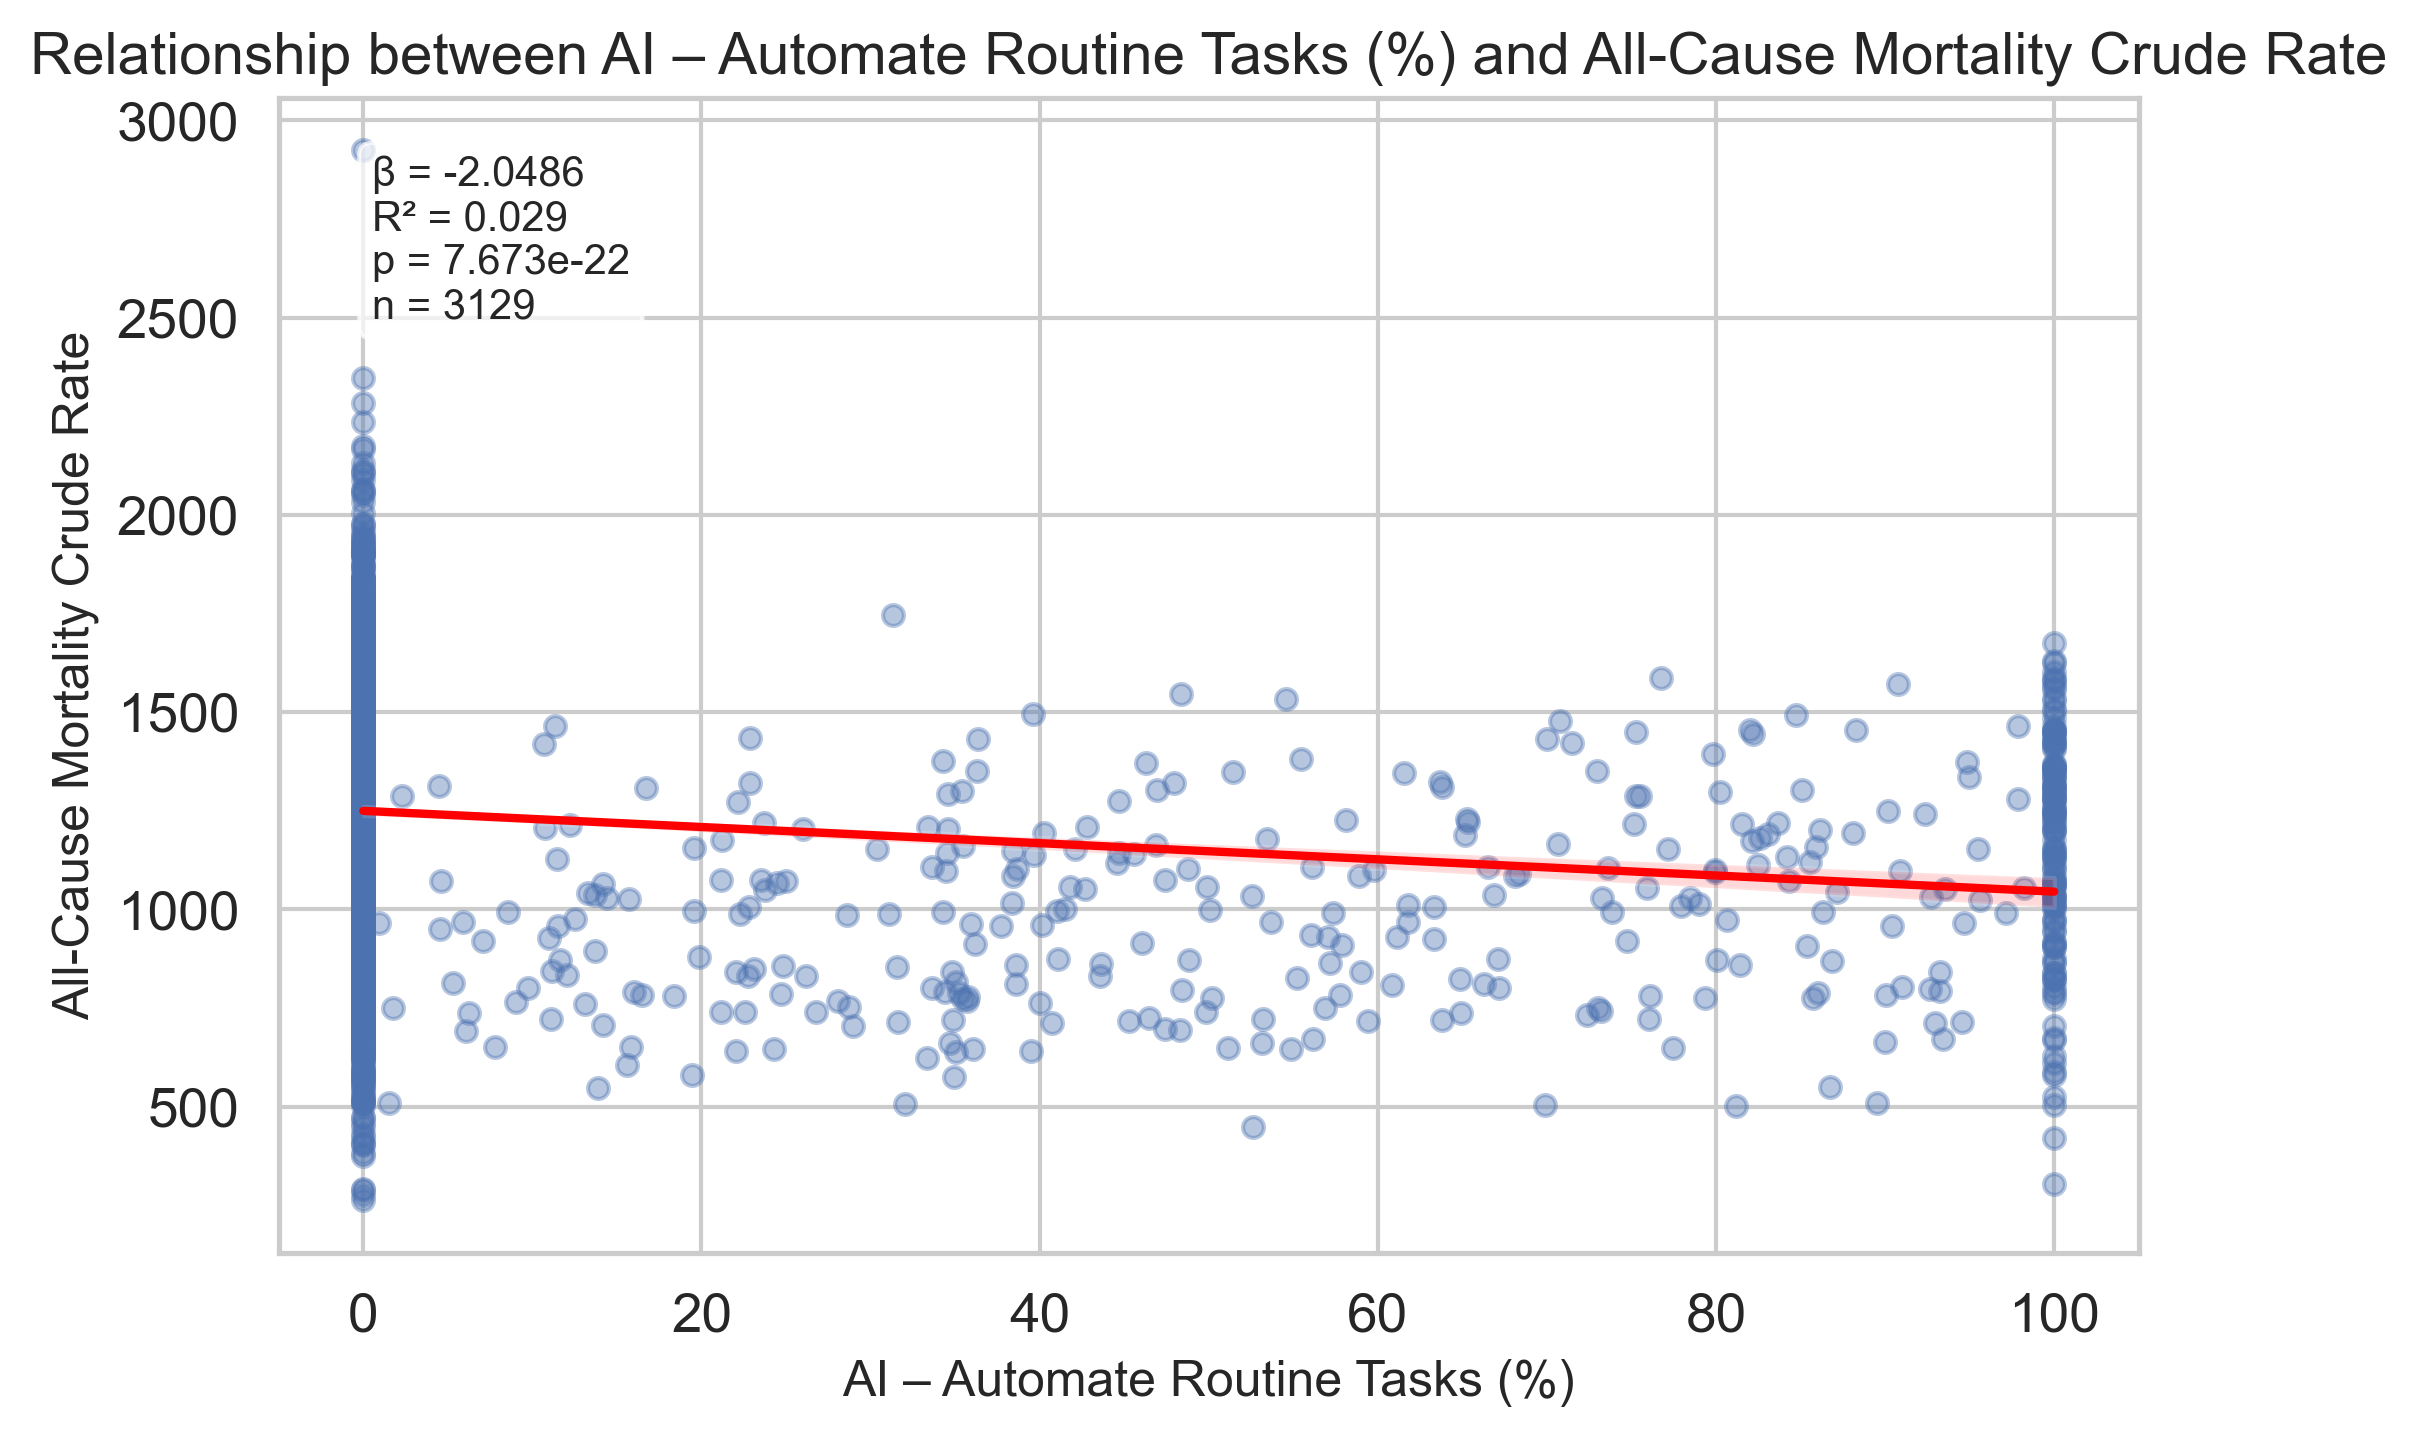 Relationship between AI – Automate Routine Tasks (%) and All-Cause Mortality Crude Rate
3000
2500
2000
1500
1000
500
All-Cause Mortality Crude Rate
β = -2.0486
R² = 0.029
p = 7.673e-22
n = 3129
0
20
40
60
80
100
AI – Automate Routine Tasks (%)